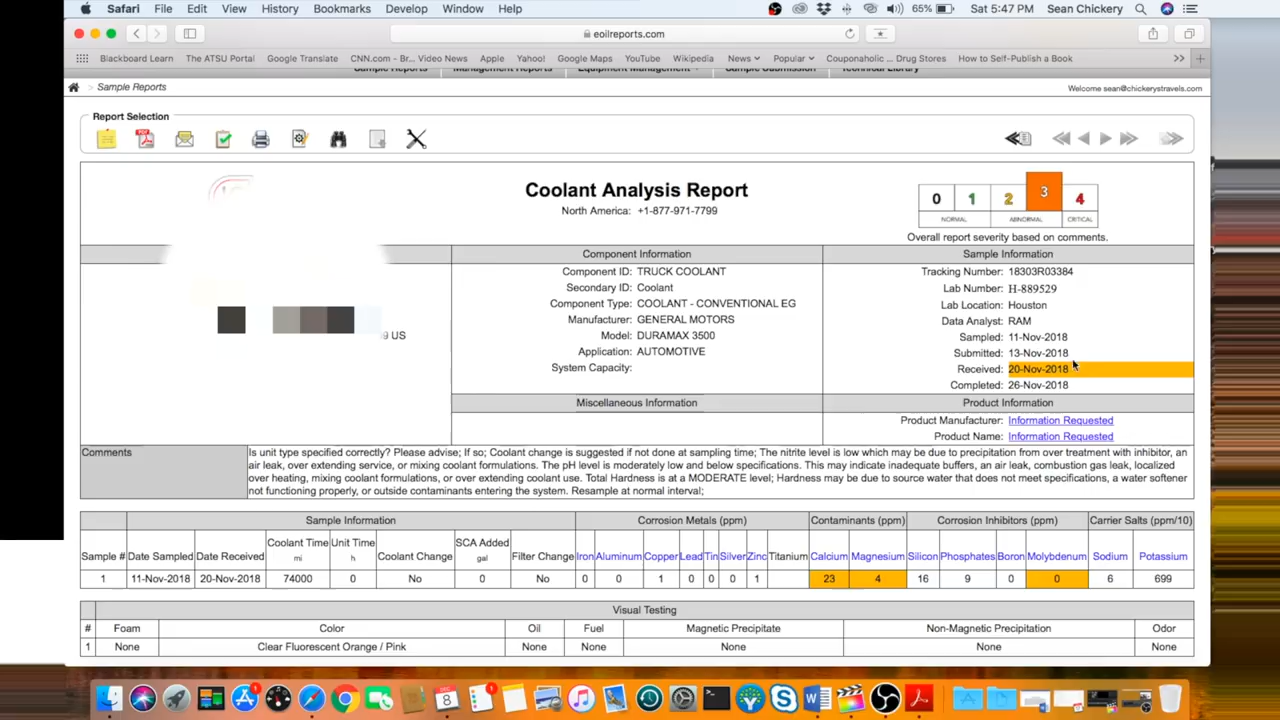 Safari File Edit View History Bookmarks Develop Window Help 65% Sat 5:47 PM Sean Chickery
eoilreports.com
Blackboard Learn The ATSU Portal Google Translate CNN.com - Br... Video News Apple Yahoo! Google Maps YouTube Wikipedia News Popular Couponaholic ... Drug Stores How to Self-Publish a Book
Sample Reports Management Reports Equipment Management Sample Submission Technical Library
> Sample Reports Welcome sean@chickerystravels.com
Report Selection
PDF
Coolant Analysis Report
North America: +1-877-971-7799
0 1 2 3 4
NORMAL ABNORMAL CRITICAL
Overall report severity based on comments.
Component Information
Component ID: TRUCK COOLANT
Secondary ID: Coolant
Component Type: COOLANT - CONVENTIONAL EG
Manufacturer: GENERAL MOTORS
Model: DURAMAX 3500
Application: AUTOMOTIVE
System Capacity:
Miscellaneous Information
9 US
Sample Information
Tracking Number: 18303R03384
Lab Number: H-889529
Lab Location: Houston
Data Analyst: RAM
Sampled: 11-Nov-2018
Submitted: 13-Nov-2018
Received: 20-Nov-2018
Completed: 26-Nov-2018
Product Information
Product Manufacturer: Information Requested
Product Name: Information Requested
Comments
Is unit type specified correctly? Please advise; If so; Coolant change is suggested if not done at sampling time; The nitrite level is low which may be due to precipitation from over treatment with inhibitor, an
air leak, over extending service, or mixing coolant formulations. The pH level is moderately low and below specifications. This may indicate inadequate buffers, an air leak, combustion gas leak, localized
over heating, mixing coolant formulations, or over extending coolant use. Total Hardness is at a MODERATE level; Hardness may be due to source water that does not meet specifications, a water softener
not functioning properly, or outside contaminants entering the system. Resample at normal interval;
Sample Information Corrosion Metals (ppm) Contaminants (ppm) Corrosion Inhibitors (ppm) Carrier Salts (ppm/10)
Sample # Date Sampled Date Received Coolant Time mi Unit Time h Coolant Change SCA Added gal Filter Change Iron Aluminum Copper Lead Tin Silver Zinc Titanium Calcium Magnesium Silicon Phosphates Boron Molybdenum Sodium Potassium
1 11-Nov-2018 20-Nov-2018 74000 0 No 0 No 0 0 1 0 0 0 1 23 4 16 9 0 0 6 699
Visual Testing
# Foam Color Oil Fuel Magnetic Precipitate Non-Magnetic Precipitation Odor
1 None Clear Fluorescent Orange / Pink None None None None None